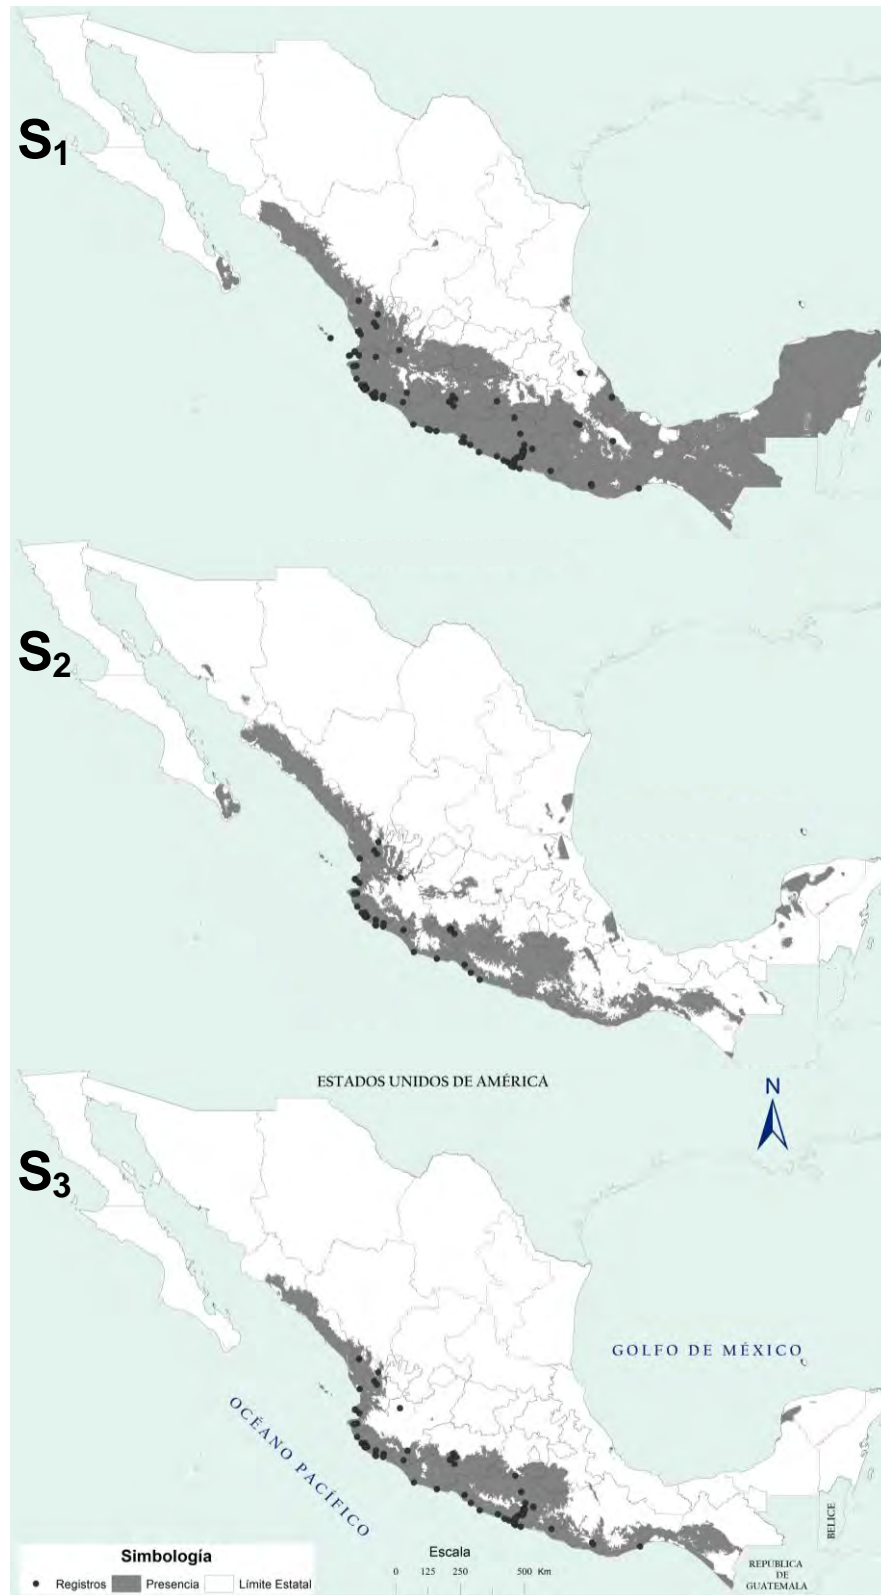 S1
S2
ESTADOS UNIDOS DE AMÉRICA
N
S3
GOLFO DE MÉXICO
OCÉANO PACÍFICO
BELICE
REPÚBLICA
DE
GUATEMALA
Simbología
Registros Presencia Límite Estatal
Escala
0 125 250 500 Km